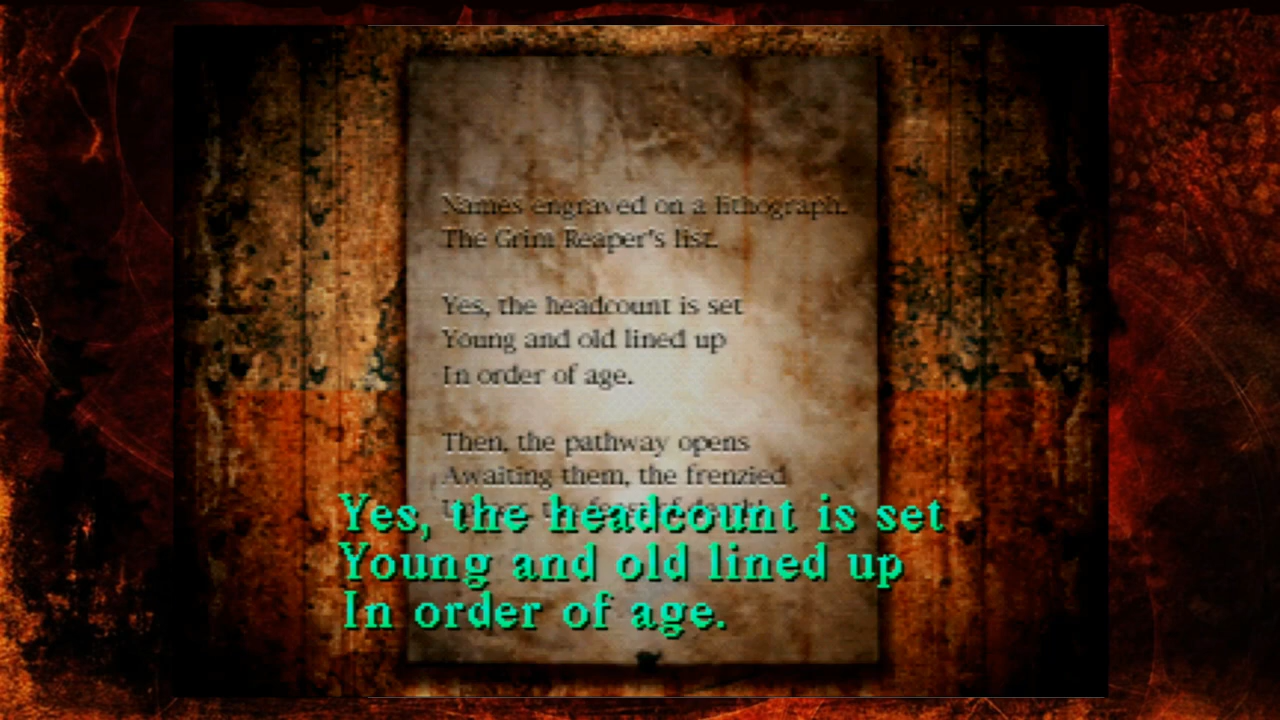 Names engraved on a lithograph.
The Grim Reaper's list.
Yes, the headcount is set
Young and old lined up
In order of age.
Then, the pathway opens
Awaiting them, the frenzied
Yes, the headcount is set
Young and old lined up
In order of age.